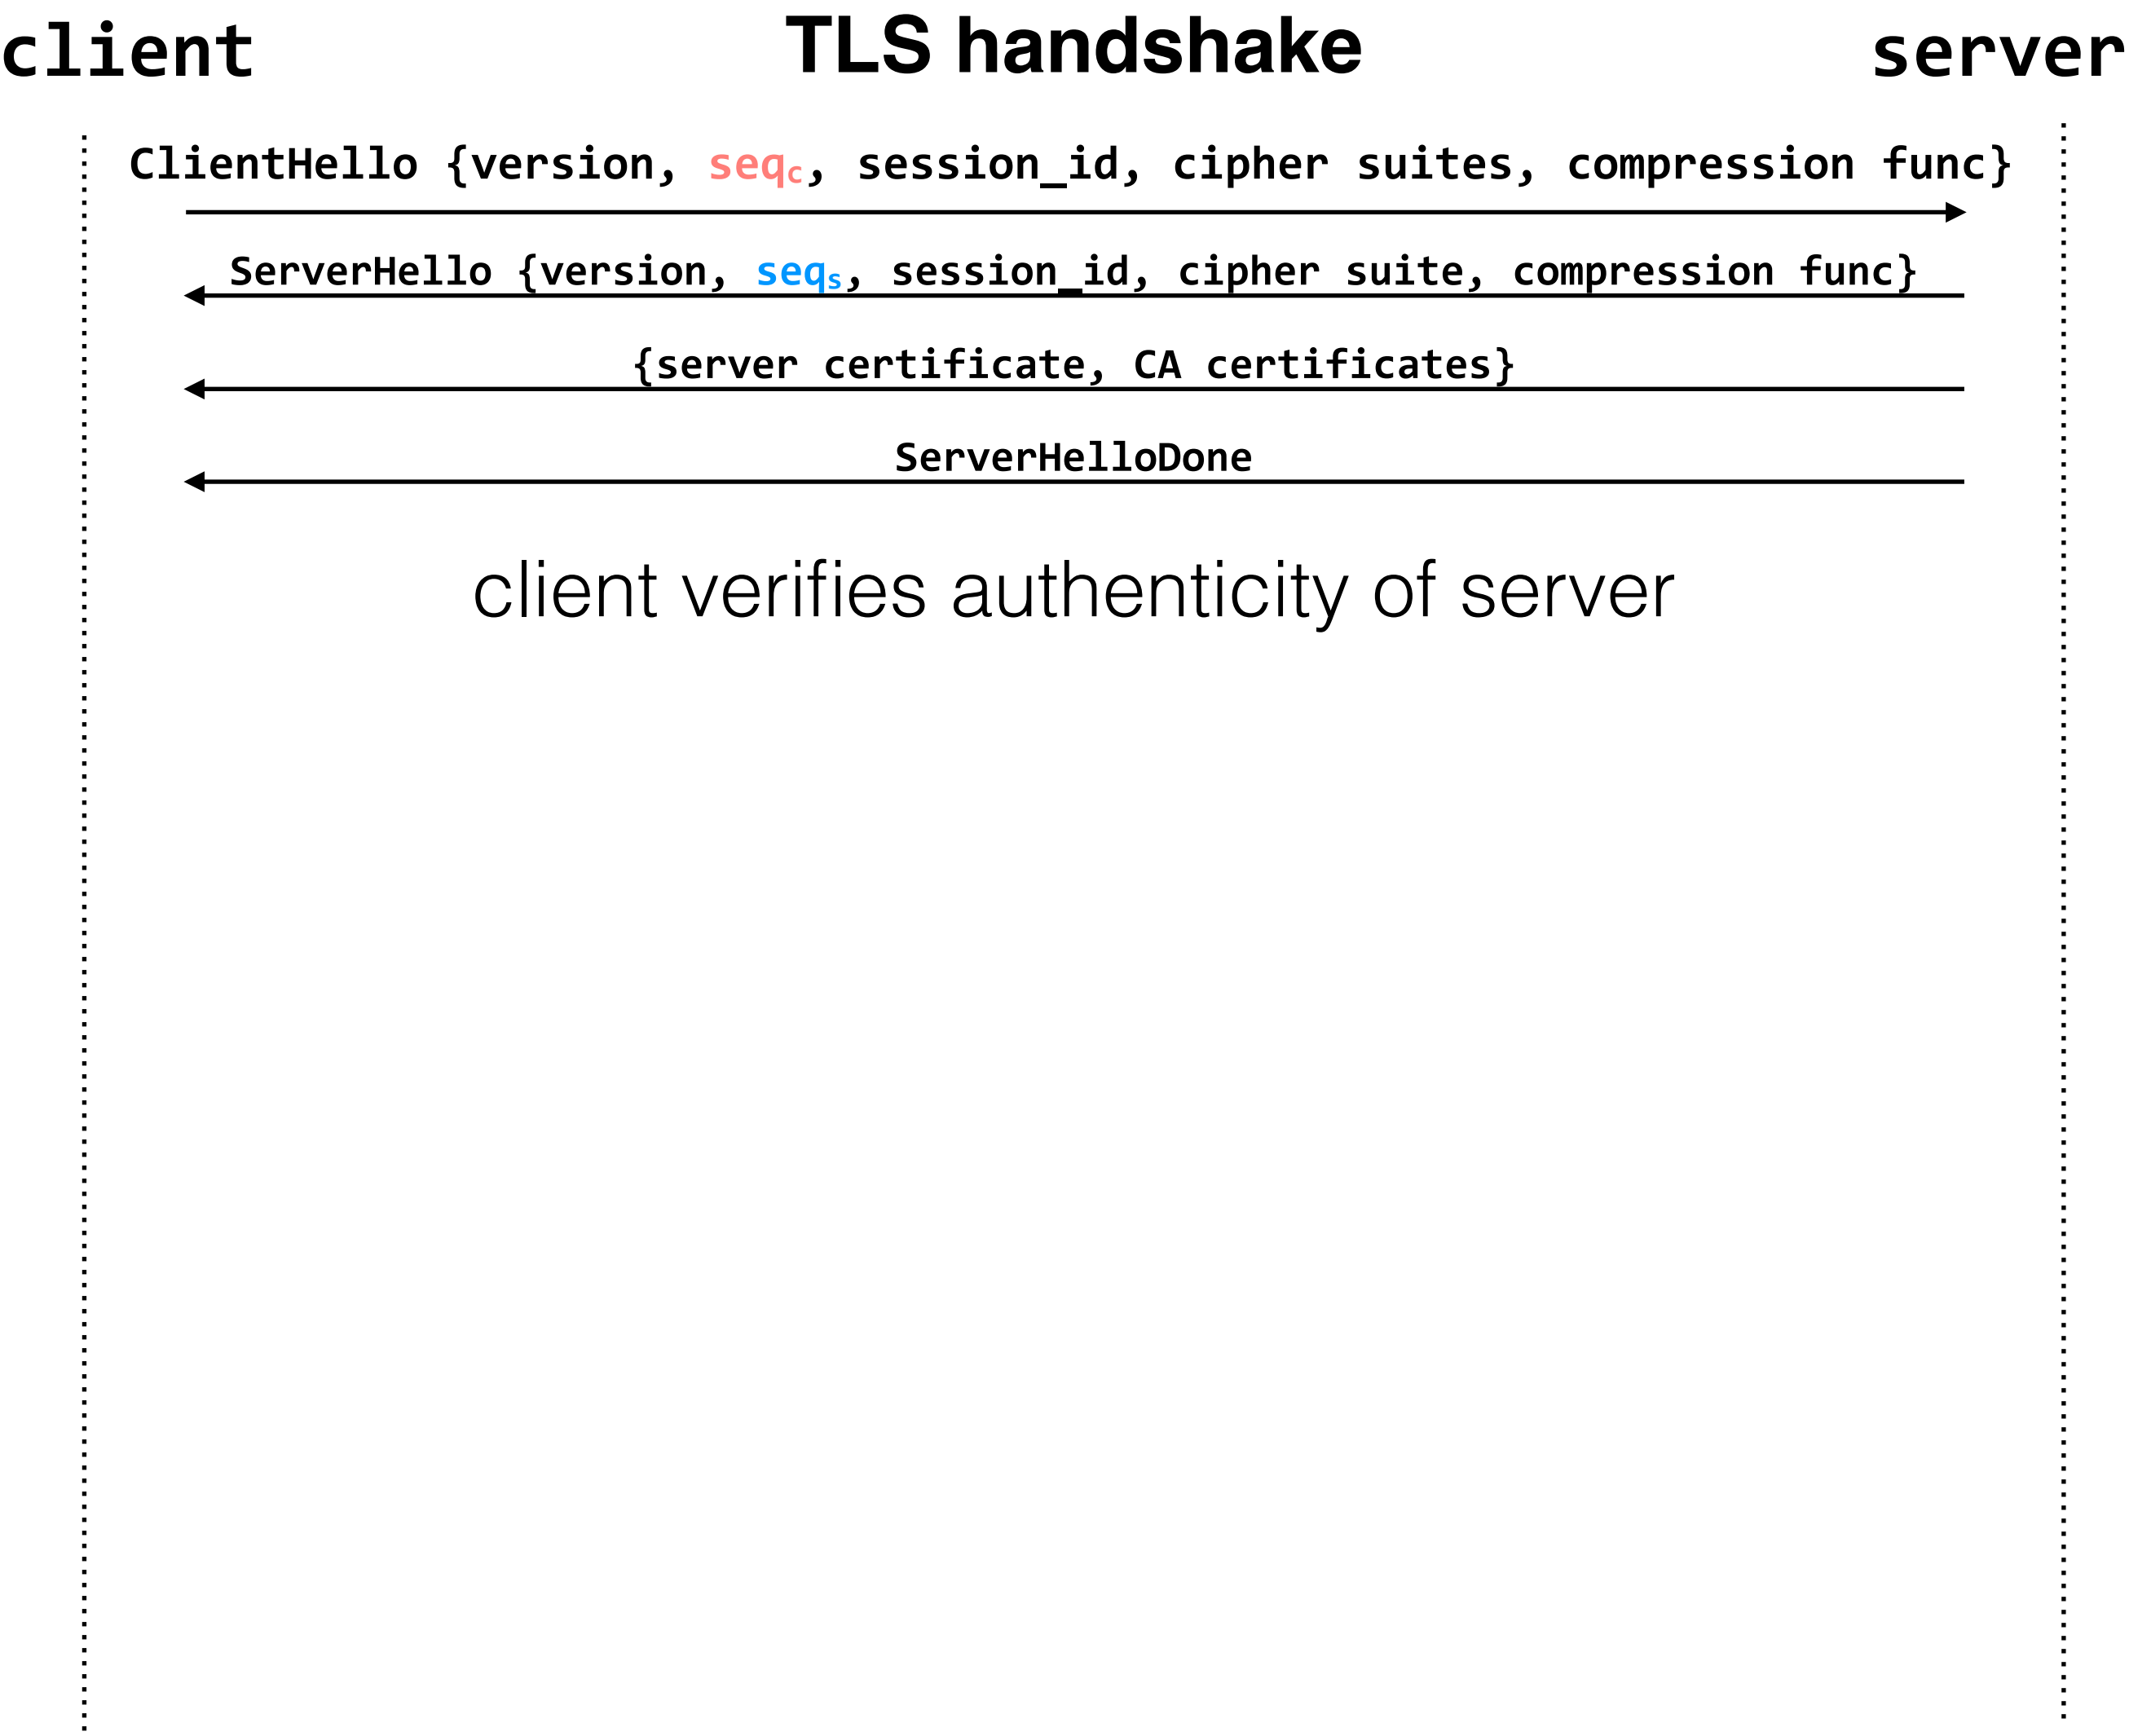 client TLS handshake server
ClientHello {version, seqc, session_id, cipher suites, compression func}
ServerHello {version, seqs, session_id, cipher suite, compression func}
{server certificate, CA certificates}
ServerHelloDone
client verifies authenticity of server